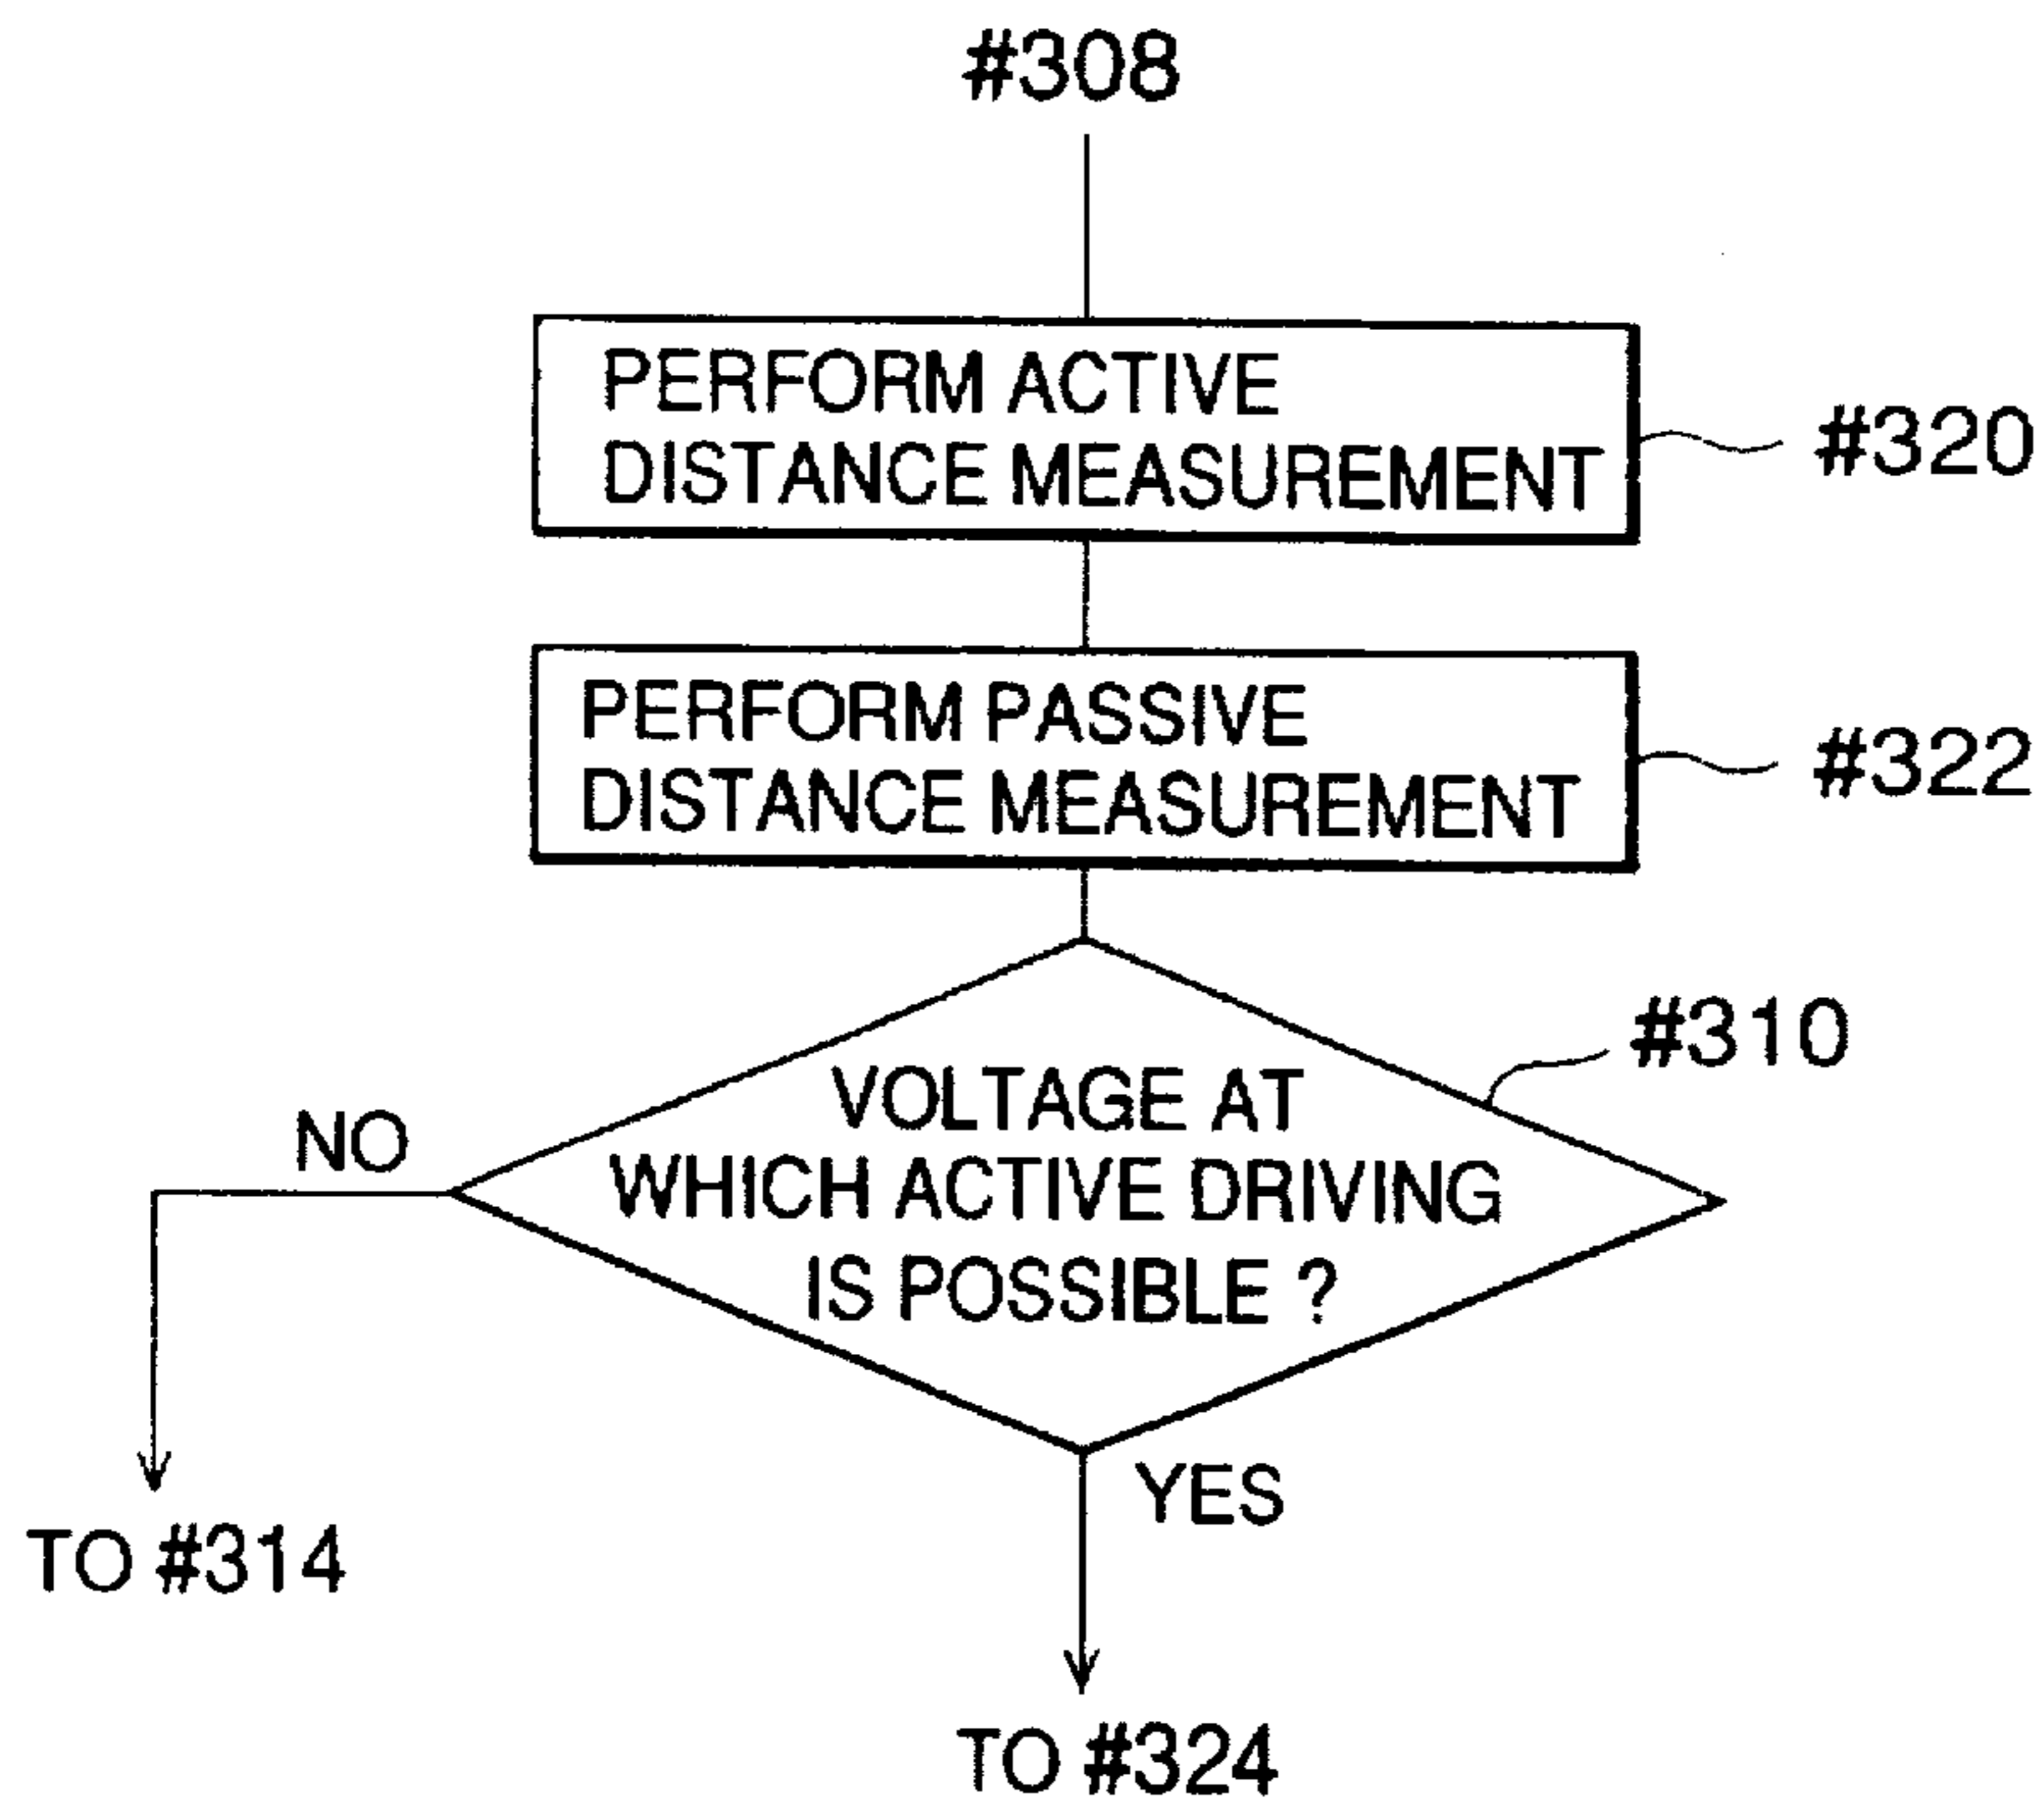 #308
PERFORM ACTIVE
DISTANCE MEASUREMENT
#320
PERFORM PASSIVE
DISTANCE MEASUREMENT
#322
#310
VOLTAGE AT
WHICH ACTIVE DRIVING
IS POSSIBLE ?
NO
YES
TO #314
TO #324